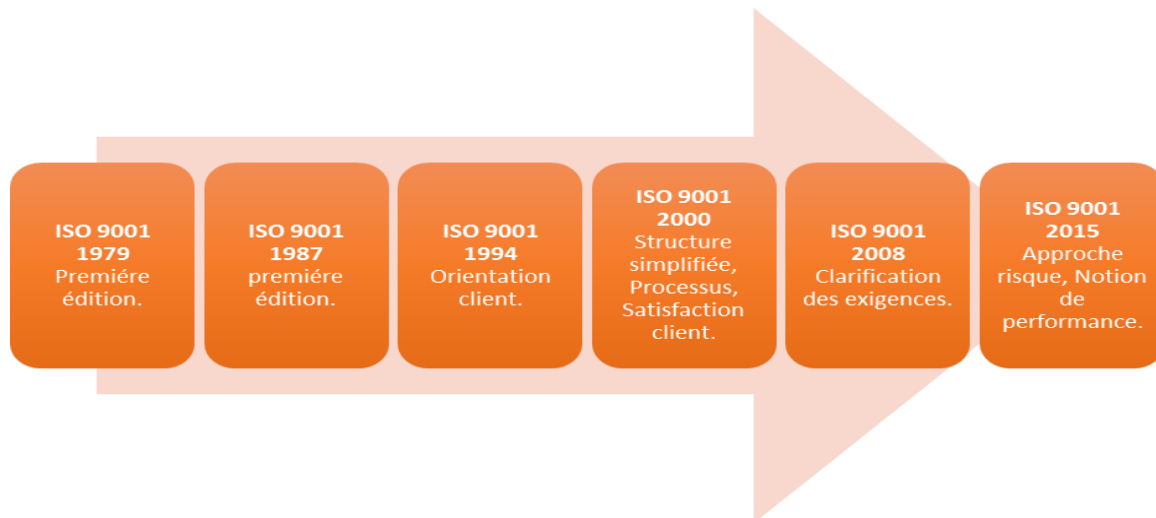 ISO 9001
1979
Premiére
édition.
ISO 9001
1987
premiére
édition.
ISO 9001
1994
Orientation
client.
ISO 9001
2000
Structure
simplifiée,
Processus,
Satisfaction
client.
ISO 9001
2008
Clarification
des exigences.
ISO 9001
2015
Approche
risque, Notion
de
performance.